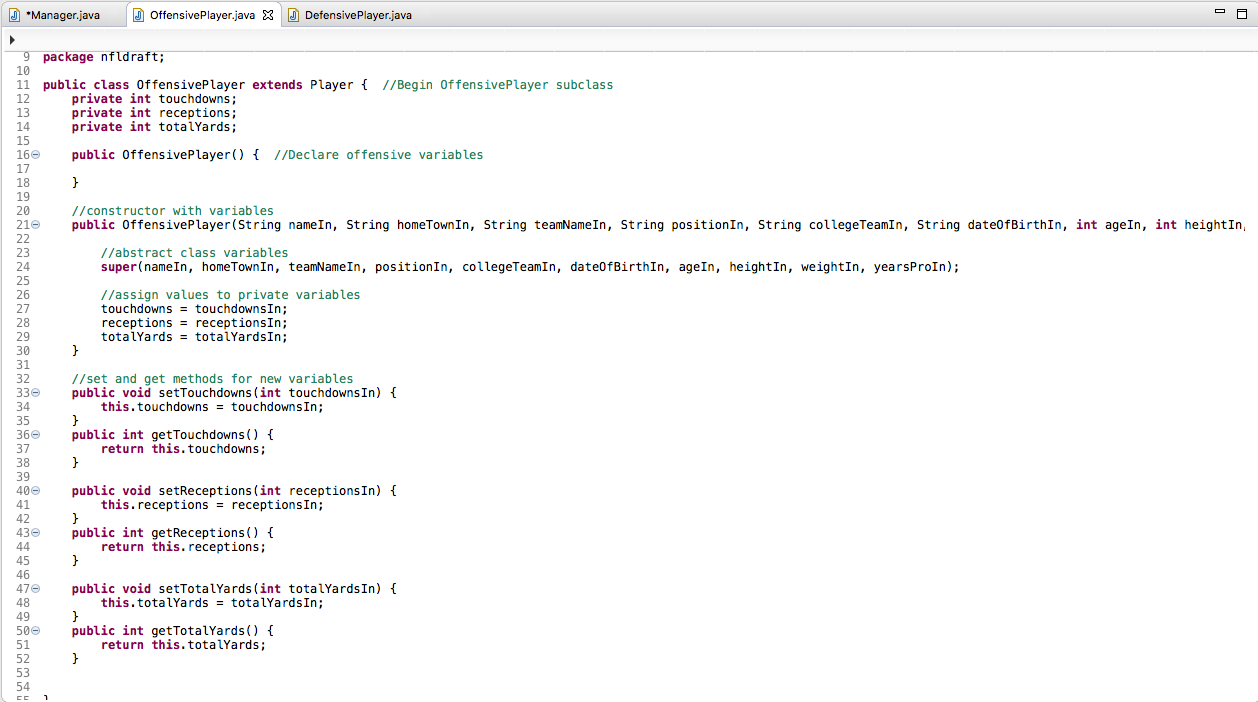 *Manager.java OffensivePlayer.java DefensivePlayer.java
9 package nfldraft;
10
11 public class OffensivePlayer extends Player { //Begin OffensivePlayer subclass
12 private int touchdowns;
13 private int receptions;
14 private int totalYards;
15
16 public OffensivePlayer() { //Declare offensive variables
17
18 }
19
20 //constructor with variables
21 public OffensivePlayer(String nameIn, String homeTownIn, String teamNameIn, String positionIn, String collegeTeamIn, String dateOfBirthIn, int ageIn, int heightIn,
22
23 //abstract class variables
24 super(nameIn, homeTownIn, teamNameIn, positionIn, collegeTeamIn, dateOfBirthIn, ageIn, heightIn, weightIn, yearsProIn);
25
26 //assign values to private variables
27 touchdowns = touchdownsIn;
28 receptions = receptionsIn;
29 totalYards = totalYardsIn;
30 }
31
32 //set and get methods for new variables
33 public void setTouchdowns(int touchdownsIn) {
34 this.touchdowns = touchdownsIn;
35 }
36 public int getTouchdowns() {
37 return this.touchdowns;
38 }
39
40 public void setReceptions(int receptionsIn) {
41 this.receptions = receptionsIn;
42 }
43 public int getReceptions() {
44 return this.receptions;
45 }
46
47 public void setTotalYards(int totalYardsIn) {
48 this.totalYards = totalYardsIn;
49 }
50 public int getTotalYards() {
51 return this.totalYards;
52 }
53
54
55 }